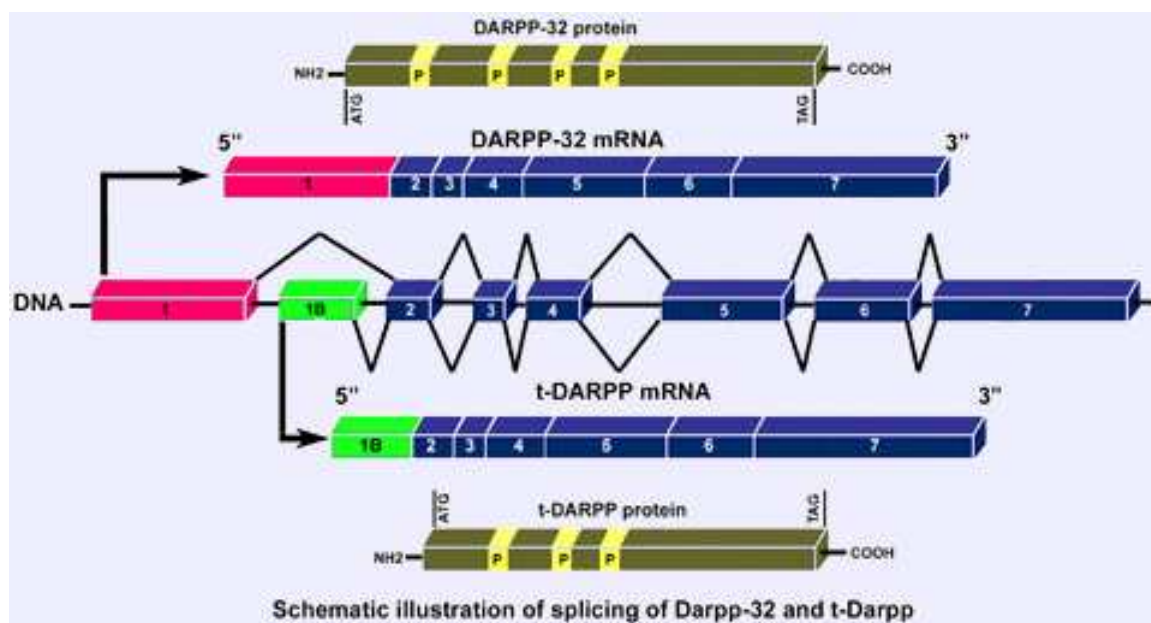 DARPP-32 protein
NH2 P P P P COOH
ATG TAG
5" DARPP-32 mRNA 3"
1 2 3 4 5 6 7
DNA 1 1B 2 3 4 5 6 7
5" t-DARPP mRNA 3"
1B 2 3 4 5 6 7
ATG t-DARPP protein TAG
NH2 P P P COOH
Schematic illustration of splicing of Darpp-32 and t-Darpp